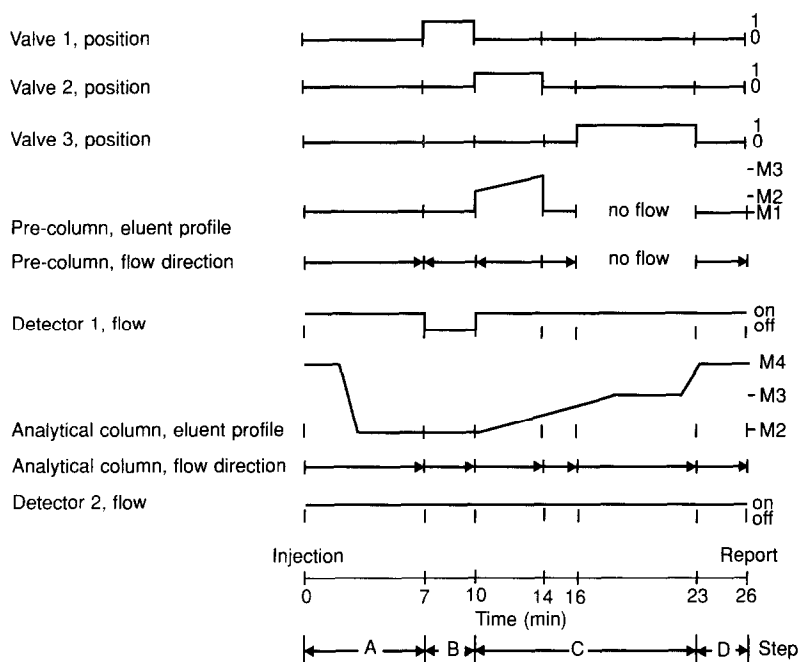 Valve 1, position 1 0
Valve 2, position 1 0
Valve 3, position 1 0
M3
M2
no flow M1
Pre-column, eluent profile
Pre-column, flow direction no flow
Detector 1, flow on off
M4
M3
Analytical column, eluent profile M2
Analytical column, flow direction
Detector 2, flow on off
Injection Report
0 7 10 14 16 23 26
Time (min)
A B C D Step